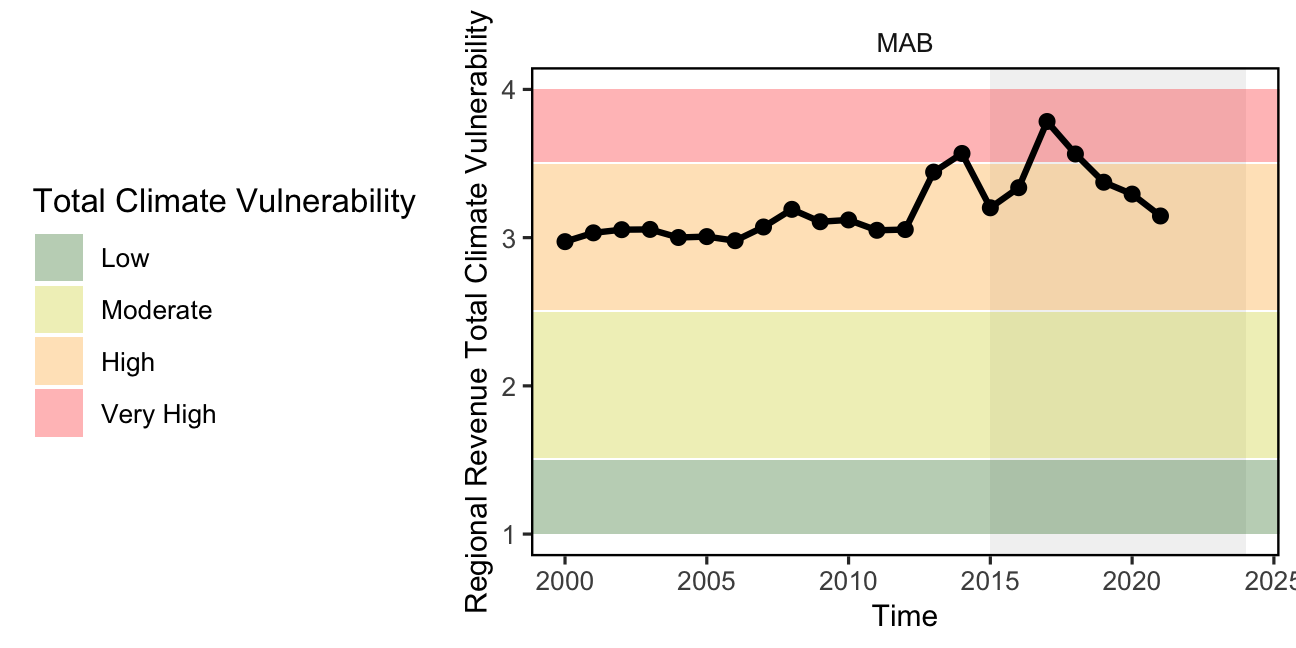 MAB
Regional Revenue Total Climate Vulnerability
4
3
2
1
2000 2005 2010 2015 2020 2025
Time
Total Climate Vulnerability
Low
Moderate
High
Very High